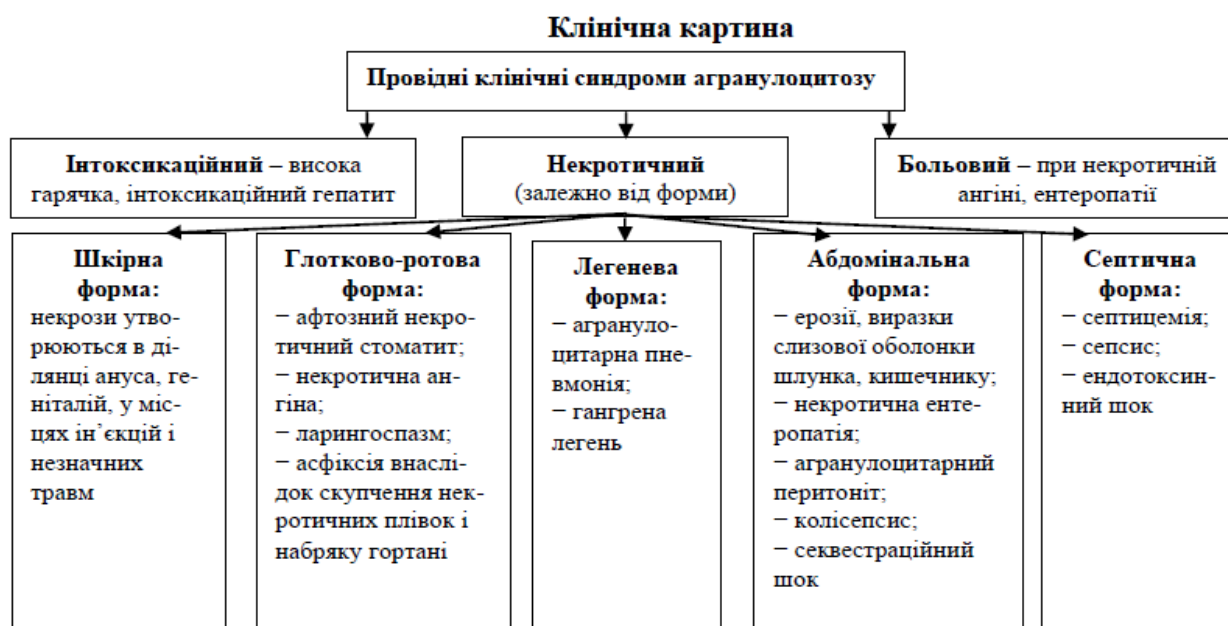 Клінічна картина
Провідні клінічні синдроми агранулоцитозу
Інтоксикаційний – висока
гарячка, інтоксикаційний гепатит
Некротичний
(залежно від форми)
Больовий – при некротичній
ангіні, ентеропатії
Шкірна
форма:
некрози утво-
рюються в ді-
лянці ануса, ге-
ніталій, у міс-
цях ін’єкцій і
незначних
травм
Глотково-ротова
форма:
− афтозний некро-
тичний стоматит;
− некротична ан-
гіна;
− ларингоспазм;
− асфіксія внаслі-
док скупчення нек-
ротичних плівок і
набряку гортані
Легенева
форма:
− агрануло-
цитарна пне-
вмонія;
− гангрена
легень
Абдомінальна
форма:
− ерозії, виразки
слизової оболонки
шлунка, кишечнику;
− некротична енте-
ропатія;
− агранулоцитарний
перитоніт;
− колісепсис;
− секвестраційний
шок
Септична
форма:
− септицемія;
− сепсис;
− ендотоксин-
ний шок